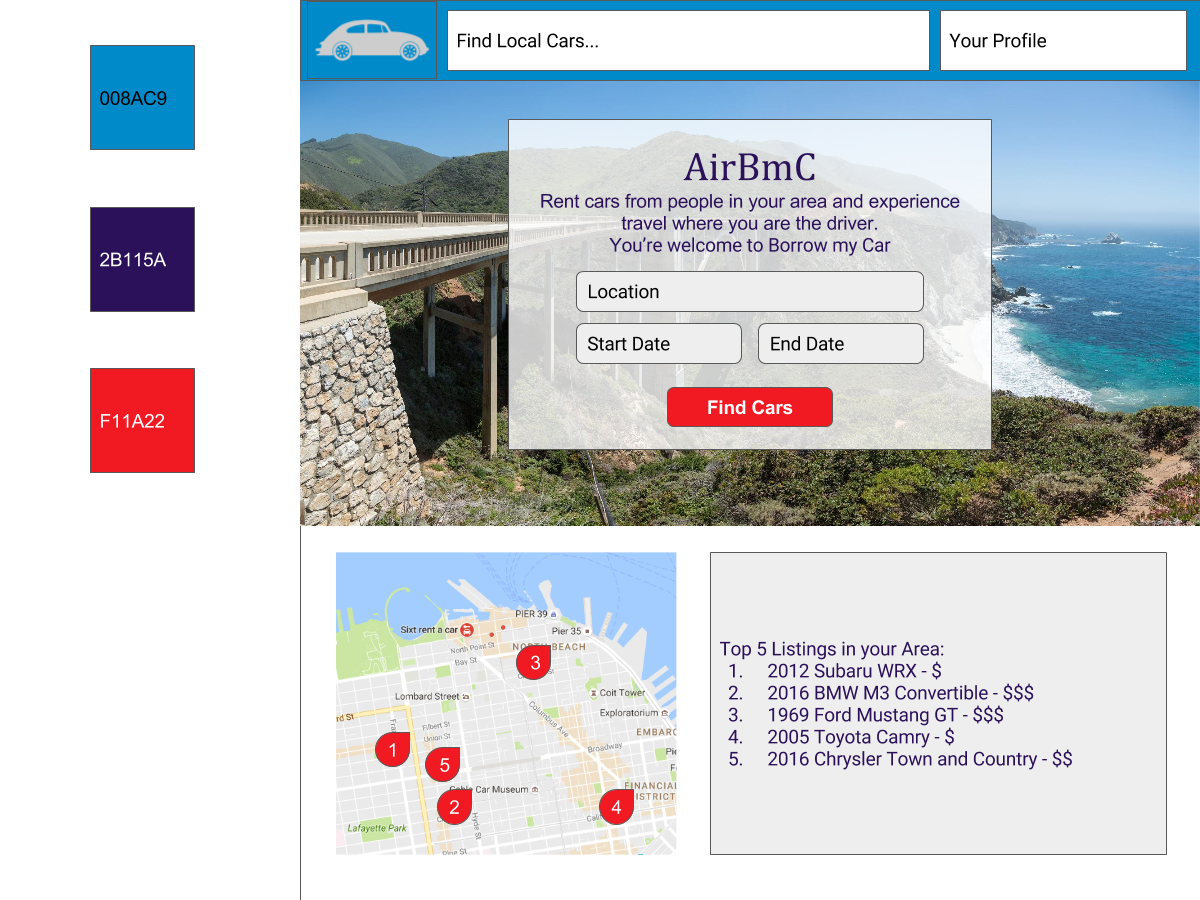 008AC9
2B115A
F11A22
Find Local Cars...
Your Profile
AirBmC
Rent cars from people in your area and experience
travel where you are the driver.
You're welcome to Borrow my Car
Location
Start Date
End Date
Find Cars
PIER 39
Sixt rent a car
Pier 35
North Point St
NORTH BEACH
Bay St
3
Coit Tower
Lombard Street
Exploratorium
Columbus Ave
Filbert St
Union St
EMBARC
Broadway
1
5
Cable Car Museum
FINANCIAL
DISTRICT
2
4
Hyde St
Lafayette Park
Pine St
Top 5 Listings in your Area:
1. 2012 Subaru WRX - $
2. 2016 BMW M3 Convertible - $$$
3. 1969 Ford Mustang GT - $$$
4. 2005 Toyota Camry - $
5. 2016 Chrysler Town and Country - $$